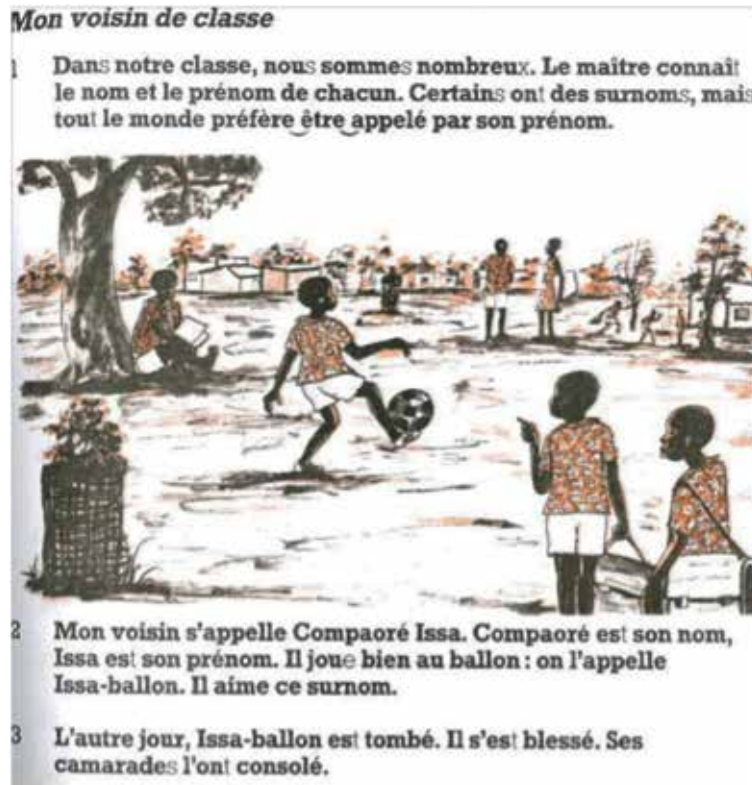 Mon voisin de classe
1 Dans notre classe, nous sommes nombreux. Le maître connaît
le nom et le prénom de chacun. Certains ont des surnoms, mais
tout le monde préfère être appelé par son prénom.
2 Mon voisin s'appelle Compaoré Issa. Compaoré est son nom,
Issa est son prénom. Il joue bien au ballon : on l'appelle
Issa-ballon. Il aime ce surnom.
3 L'autre jour, Issa-ballon est tombé. Il s'est blessé. Ses
camarades l'ont consolé.